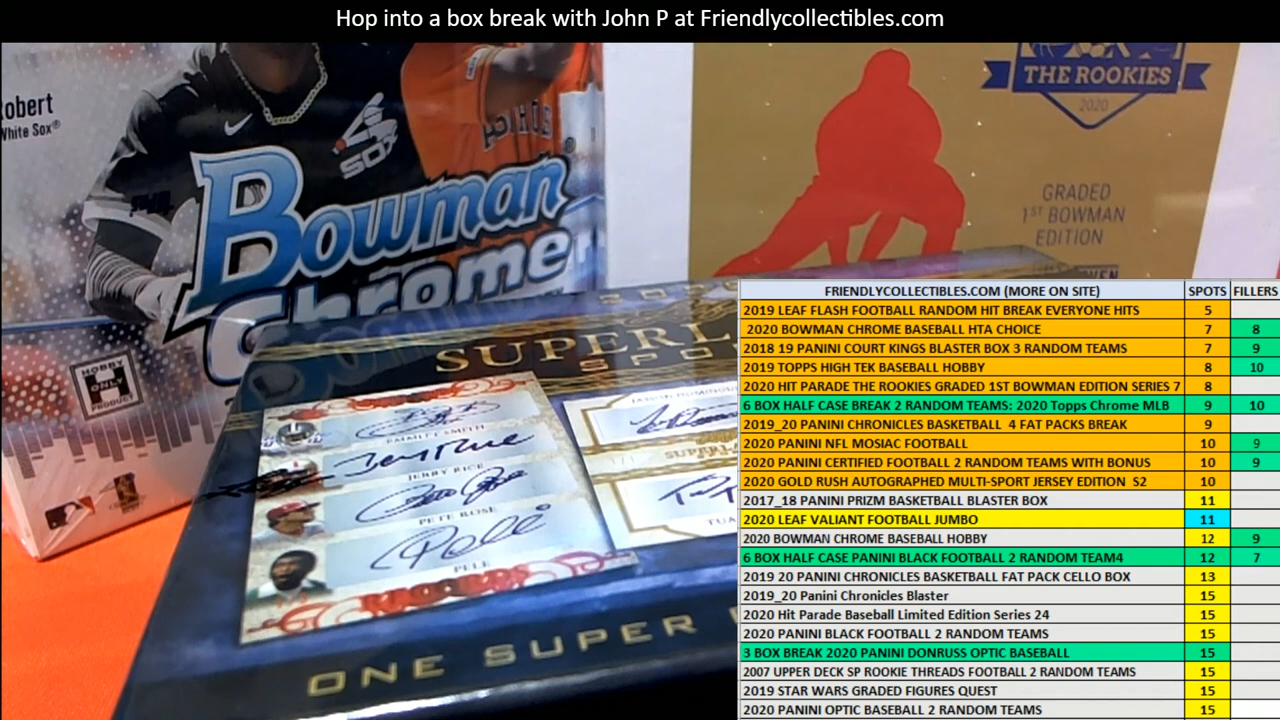 Hop into a box break with John P at Friendlycollectibles.com
obert
White Sox®
SOX
Bowman®
Chrome
HOBBY
ONLY
PRODUCT
THE ROOKIES
2020
GRADED
1ST BOWMAN
EDITION
SUPERL
SPO
EMMITT SMITH
JERRY RICE
PETE ROSE
PELE
TUA
ONE SUPER
FRIENDLYCOLLECTIBLES.COM (MORE ON SITE) SPOTS FILLERS
2019 LEAF FLASH FOOTBALL RANDOM HIT BREAK EVERYONE HITS 5
2020 BOWMAN CHROME BASEBALL HTA CHOICE 7 8
2018 19 PANINI COURT KINGS BLASTER BOX 3 RANDOM TEAMS 7 9
2019 TOPPS HIGH TEK BASEBALL HOBBY 8 10
2020 HIT PARADE THE ROOKIES GRADED 1ST BOWMAN EDITION SERIES 7 8
6 BOX HALF CASE BREAK 2 RANDOM TEAMS: 2020 Topps Chrome MLB 9 10
2019_20 PANINI CHRONICLES BASKETBALL 4 FAT PACKS BREAK 9
2020 PANINI NFL MOSIAC FOOTBALL 10 9
2020 PANINI CERTIFIED FOOTBALL 2 RANDOM TEAMS WITH BONUS 10 9
2020 GOLD RUSH AUTOGRAPHED MULTI-SPORT JERSEY EDITION S2 10
2017_18 PANINI PRIZM BASKETBALL BLASTER BOX 11
2020 LEAF VALIANT FOOTBALL JUMBO 11
2020 BOWMAN CHROME BASEBALL HOBBY 12 9
6 BOX HALF CASE PANINI BLACK FOOTBALL 2 RANDOM TEAM4 12 7
2019 20 PANINI CHRONICLES BASKETBALL FAT PACK CELLO BOX 13
2019_20 Panini Chronicles Blaster 15
2020 Hit Parade Baseball Limited Edition Series 24 15
2020 PANINI BLACK FOOTBALL 2 RANDOM TEAMS 15
3 BOX BREAK 2020 PANINI DONRUSS OPTIC BASEBALL 15
2007 UPPER DECK SP ROOKIE THREADS FOOTBALL 2 RANDOM TEAMS 15
2019 STAR WARS GRADED FIGURES QUEST 15
2020 PANINI OPTIC BASEBALL 2 RANDOM TEAMS 15